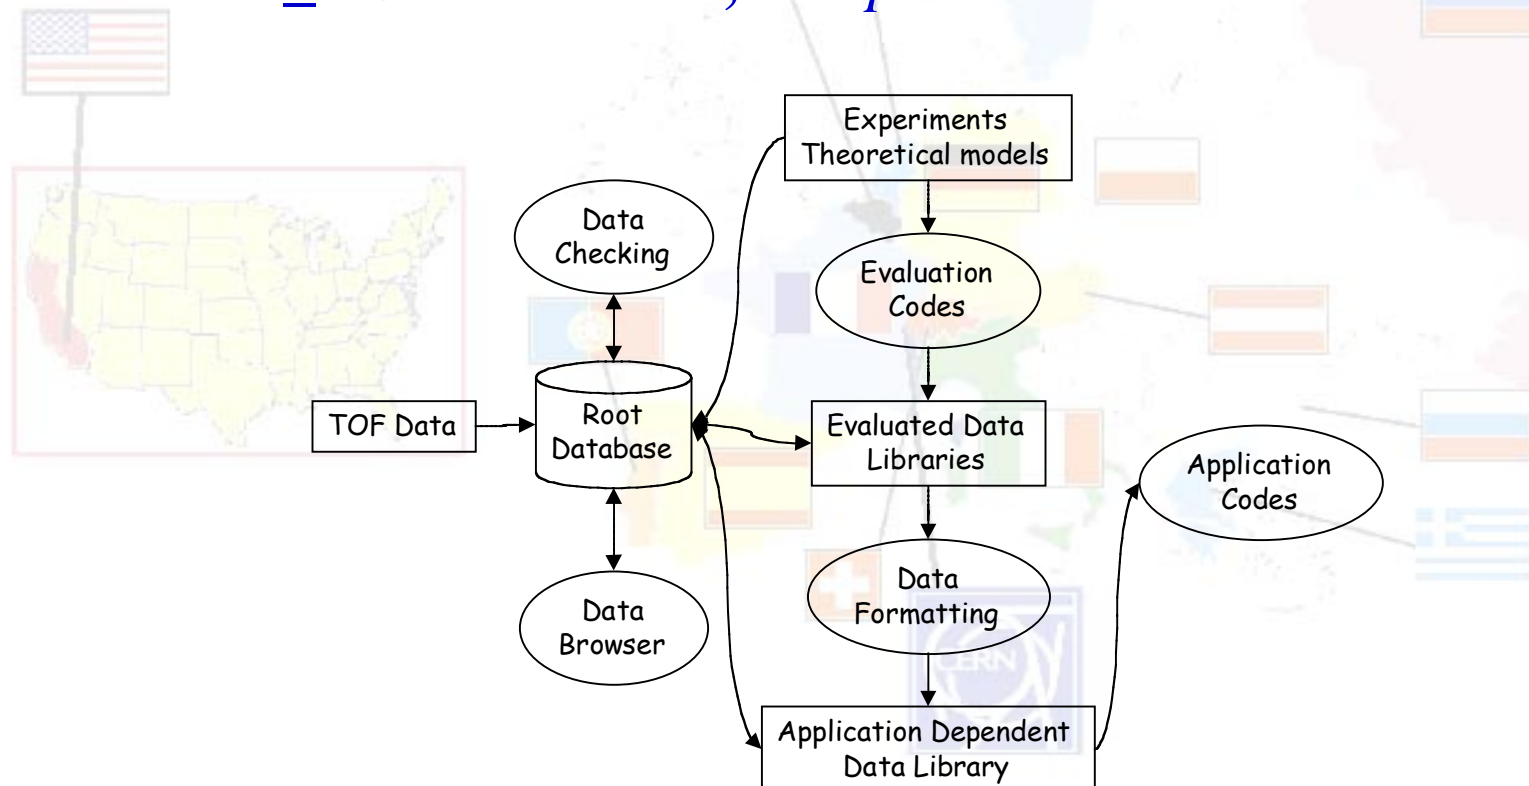 Experiments
Theoretical models
Data
Checking
Evaluation
Codes
TOF Data
Root
Database
Evaluated Data
Libraries
Application
Codes
Data
Formatting
Data
Browser
CERN
Application Dependent
Data Library